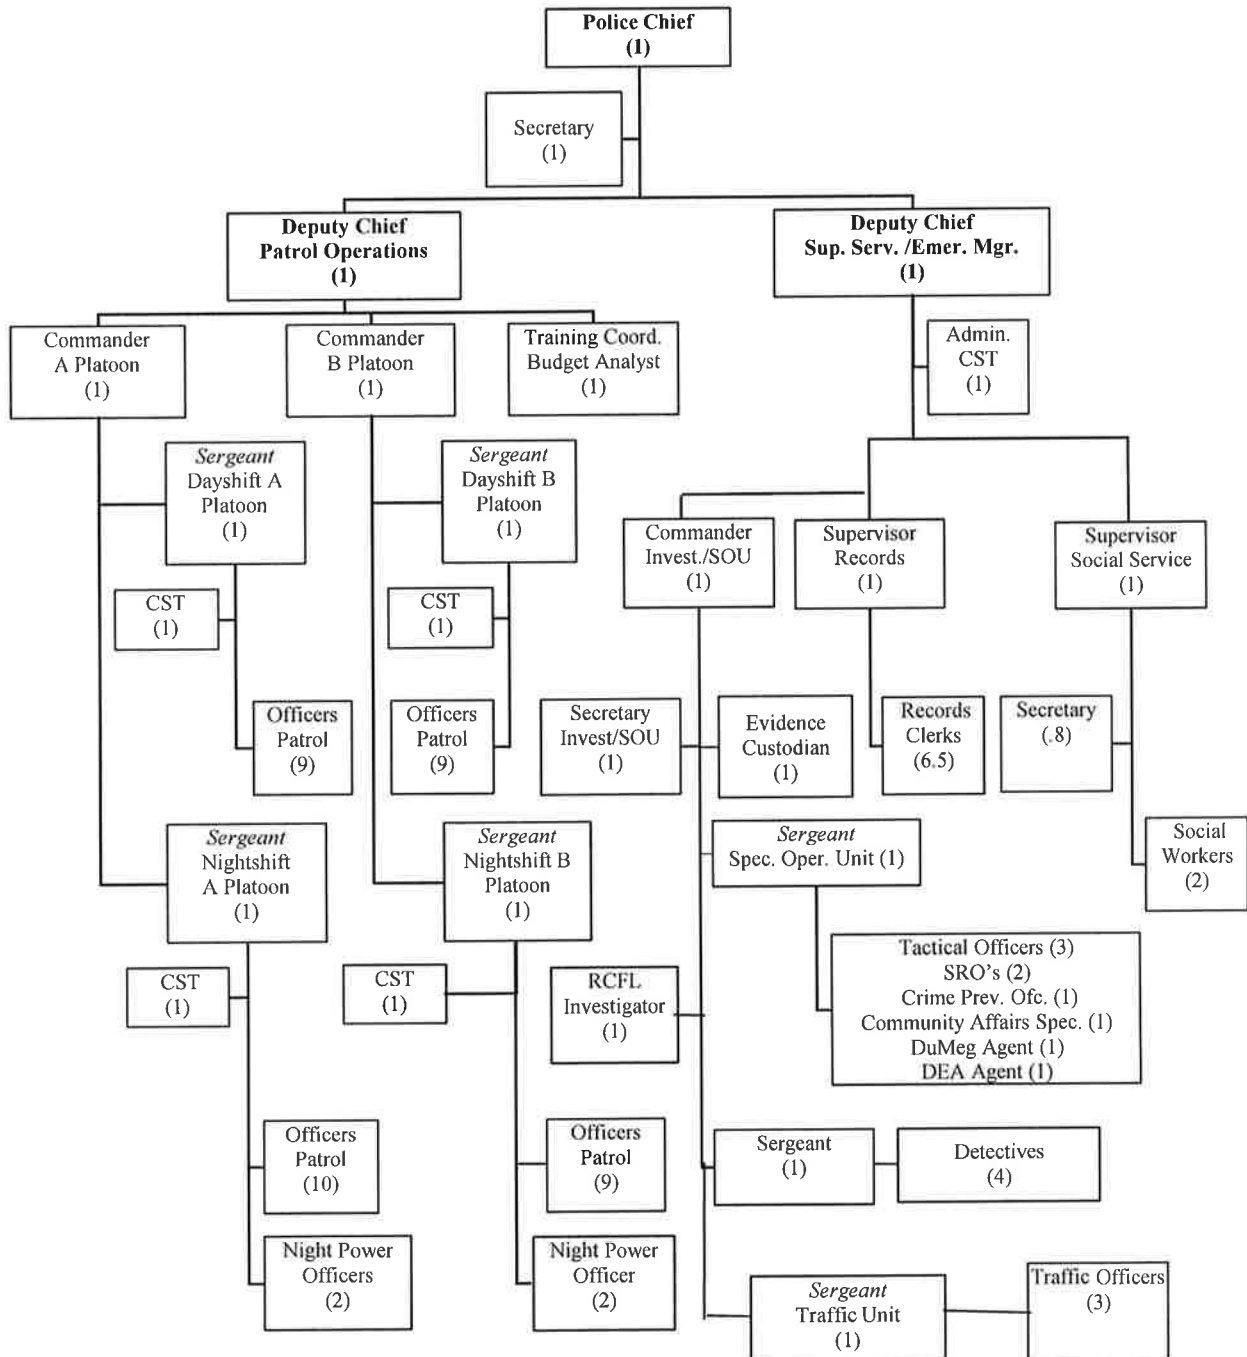 Police Chief
(1)
Secretary
(1)
Deputy Chief
Patrol Operations
(1)
Deputy Chief
Sup. Serv. /Emer. Mgr.
(1)
Commander
A Platoon
(1)
Commander
B Platoon
(1)
Training Coord.
Budget Analyst
(1)
Admin.
CST
(1)
Sergeant
Dayshift A
Platoon
(1)
Sergeant
Dayshift B
Platoon
(1)
Commander
Invest./SOU
(1)
Supervisor
Records
(1)
Supervisor
Social Service
(1)
CST
(1)
CST
(1)
Officers
Patrol
(9)
Officers
Patrol
(9)
Secretary
Invest/SOU
(1)
Evidence
Custodian
(1)
Records
Clerks
(6.5)
Secretary
(.8)
Sergeant
Nightshift
A Platoon
(1)
Sergeant
Nightshift B
Platoon
(1)
Sergeant
Spec. Oper. Unit (1)
Social
Workers
(2)
CST
(1)
CST
(1)
RCFL
Investigator
(1)
Tactical Officers (3)
SRO's (2)
Crime Prev. Ofc. (1)
Community Affairs Spec. (1)
DuMeg Agent (1)
DEA Agent (1)
Officers
Patrol
(10)
Officers
Patrol
(9)
Sergeant
(1)
Detectives
(4)
Night Power
Officers
(2)
Night Power
Officer
(2)
Sergeant
Traffic Unit
(1)
Traffic Officers
(3)